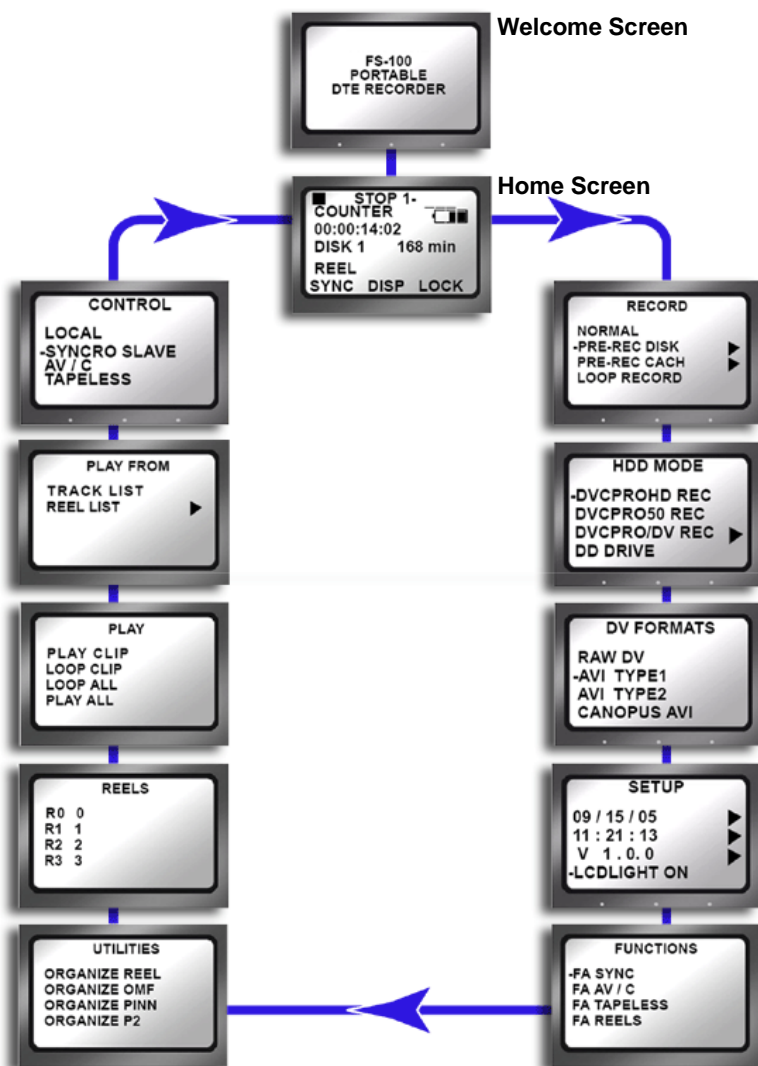 Welcome Screen
FS-100
PORTABLE
DTE RECORDER
Home Screen
STOP 1-
COUNTER
00:00:14:02
DISK 1 168 min
REEL
SYNC DISP LOCK
CONTROL
LOCAL
-SYNCRO SLAVE
AV / C
TAPELESS
RECORD
NORMAL
-PRE-REC DISK
PRE-REC CACH
LOOP RECORD
PLAY FROM
TRACK LIST
REEL LIST
HDD MODE
-DVCPROHD REC
DVCPRO50 REC
DVCPRO/DV REC
DD DRIVE
PLAY
PLAY CLIP
LOOP CLIP
LOOP ALL
PLAY ALL
DV FORMATS
RAW DV
-AVI TYPE1
AVI TYPE2
CANOPUS AVI
REELS
R0 0
R1 1
R2 2
R3 3
SETUP
09 / 15 / 05
11 : 21 : 13
V 1 . 0. 0
-LCDLIGHT ON
UTILITIES
ORGANIZE REEL
ORGANIZE OMF
ORGANIZE PINN
ORGANIZE P2
FUNCTIONS
-FA SYNC
FA AV / C
FA TAPELESS
FA REELS